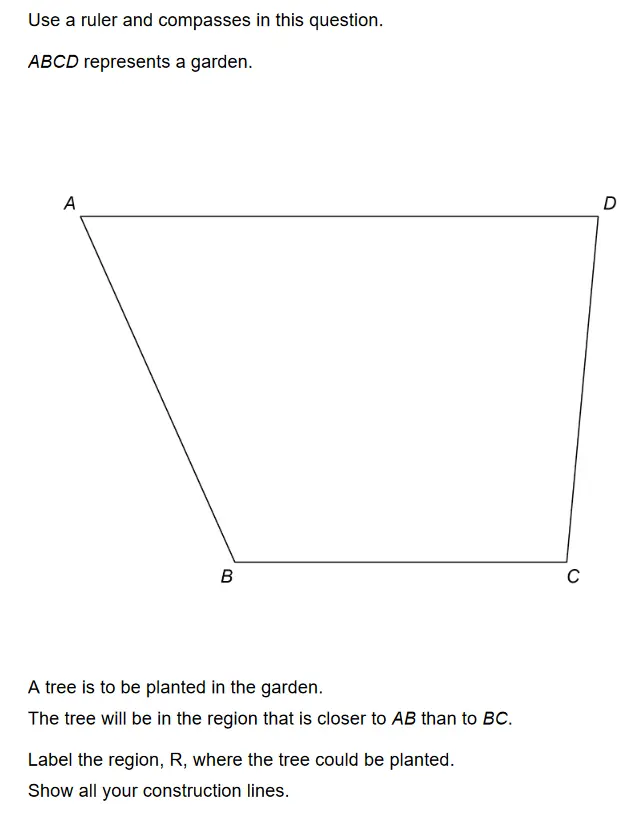 Use a ruler and compasses in this question.
ABCD represents a garden.
A
D
B
C
A tree is to be planted in the garden.
The tree will be in the region that is closer to AB than to BC.
Label the region, R, where the tree could be planted.
Show all your construction lines.